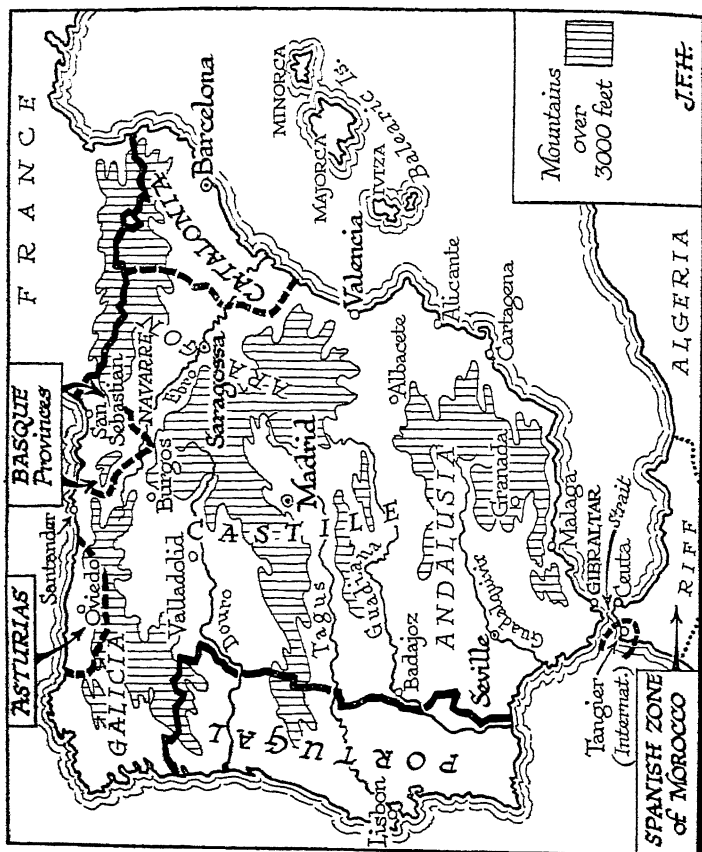 FRANCE
BASQUE
Provinces
ASTURIAS
Santander
Oviedo
GALICIA
San
Sebastian
NAVARRE
Burgos
Ebro
Saragossa
CATALONIA
Barcelona
MINORCA
MAJORCA
IVIZA
Balearic Is.
Valladolid
Douro
ARA
Madrid
CASTILE
Tagus
Guadiana
Valencia
Albacete
Alicante
Cartagena
PORTUGAL
Lisbon
Badajoz
ANDALUSIA
Granada
Seville
Guadalquivir
Malaga
GIBRALTAR
Strait
Ceuta
Tangier
(Internat.)
SPANISH ZONE
of MOROCCO
RIFF
ALGERIA
Mountains
over
3000 feet
J.F.H.